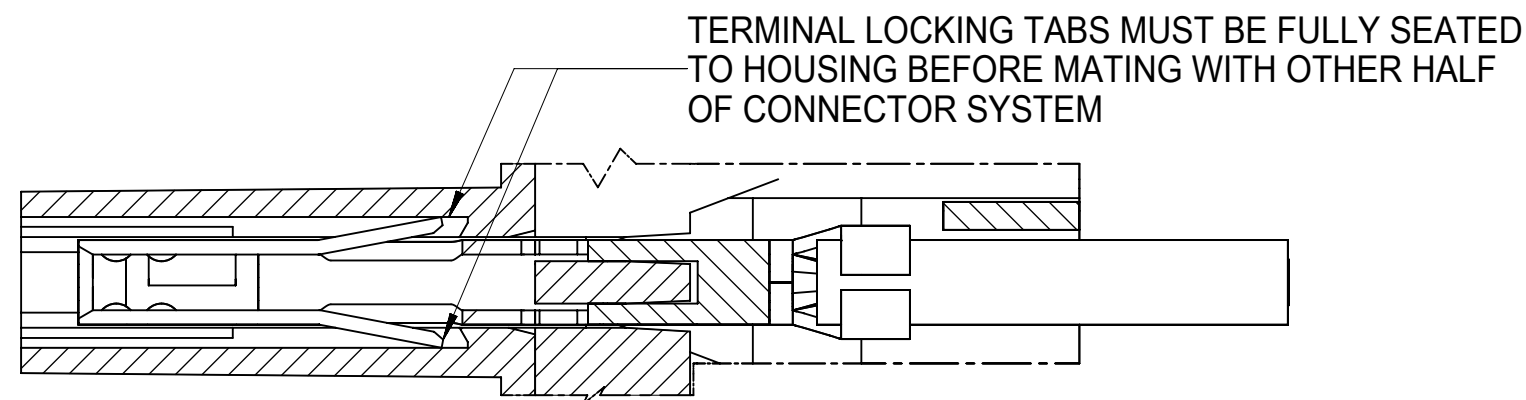 TERMINAL LOCKING TABS MUST BE FULLY SEATED
TO HOUSING BEFORE MATING WITH OTHER HALF
OF CONNECTOR SYSTEM